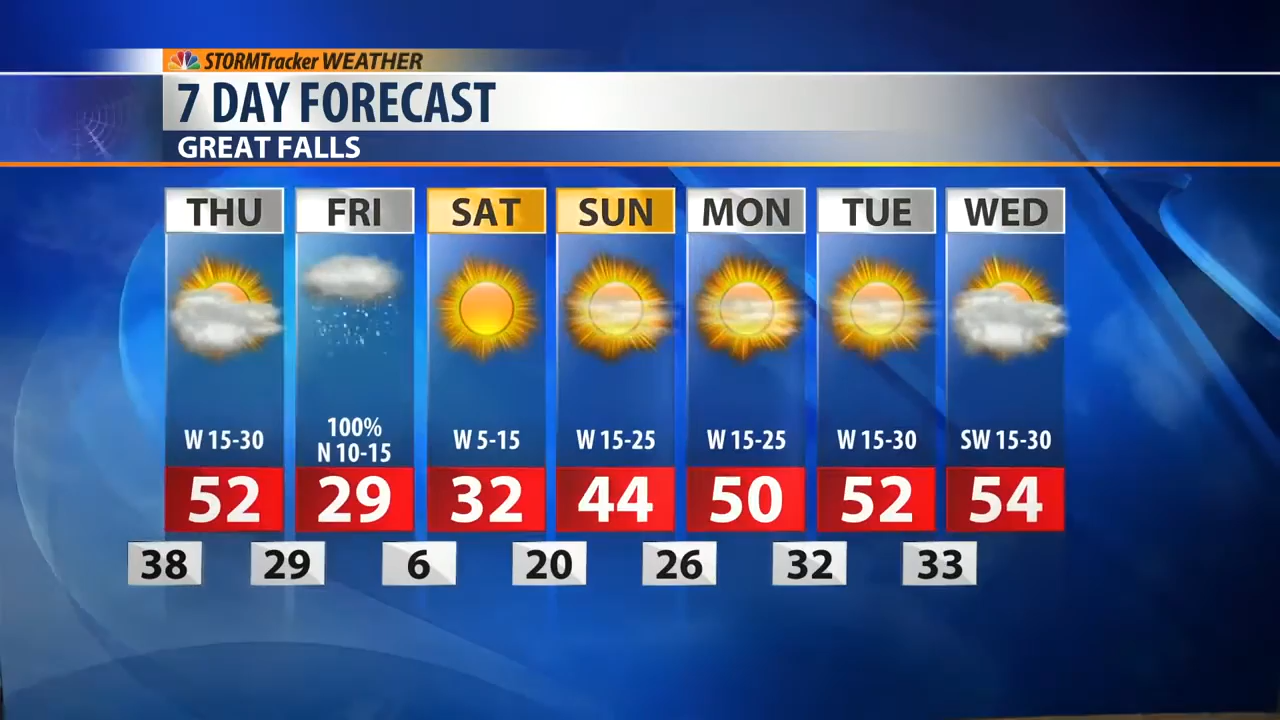 STORMTracker WEATHER
7 DAY FORECAST
GREAT FALLS
THU FRI SAT SUN MON TUE WED
100%
W 15-30 N 10-15 W 5-15 W 15-25 W 15-25 W 15-30 SW 15-30
52 29 32 44 50 52 54
38 29 6 20 26 32 33